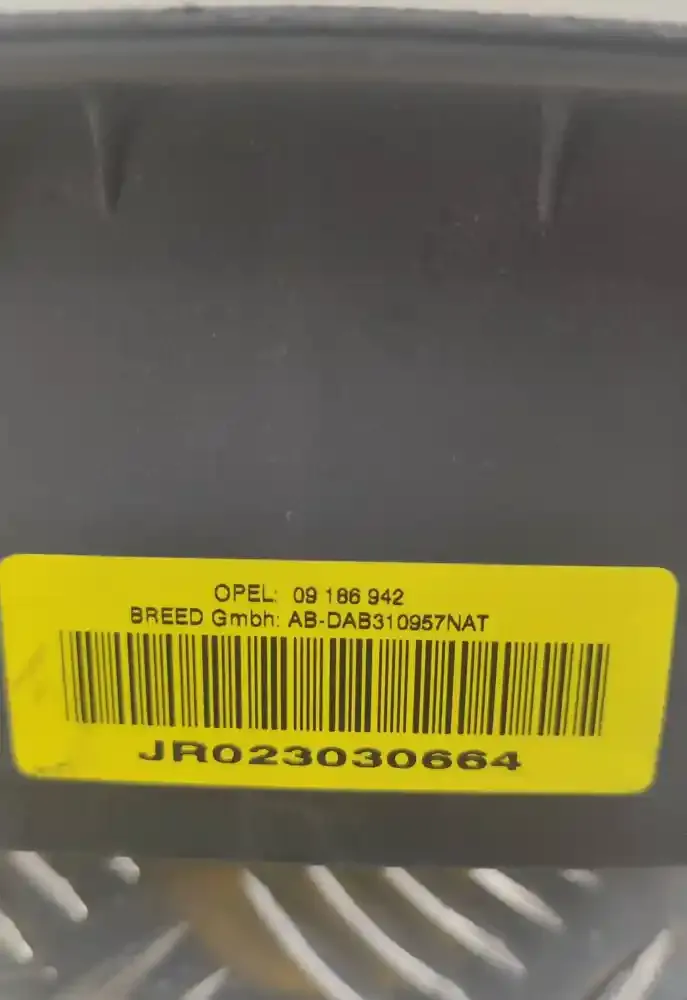 OPEL: 09 186 942
BREED Gmbh: AB-DAB310957NAT
JR023030664